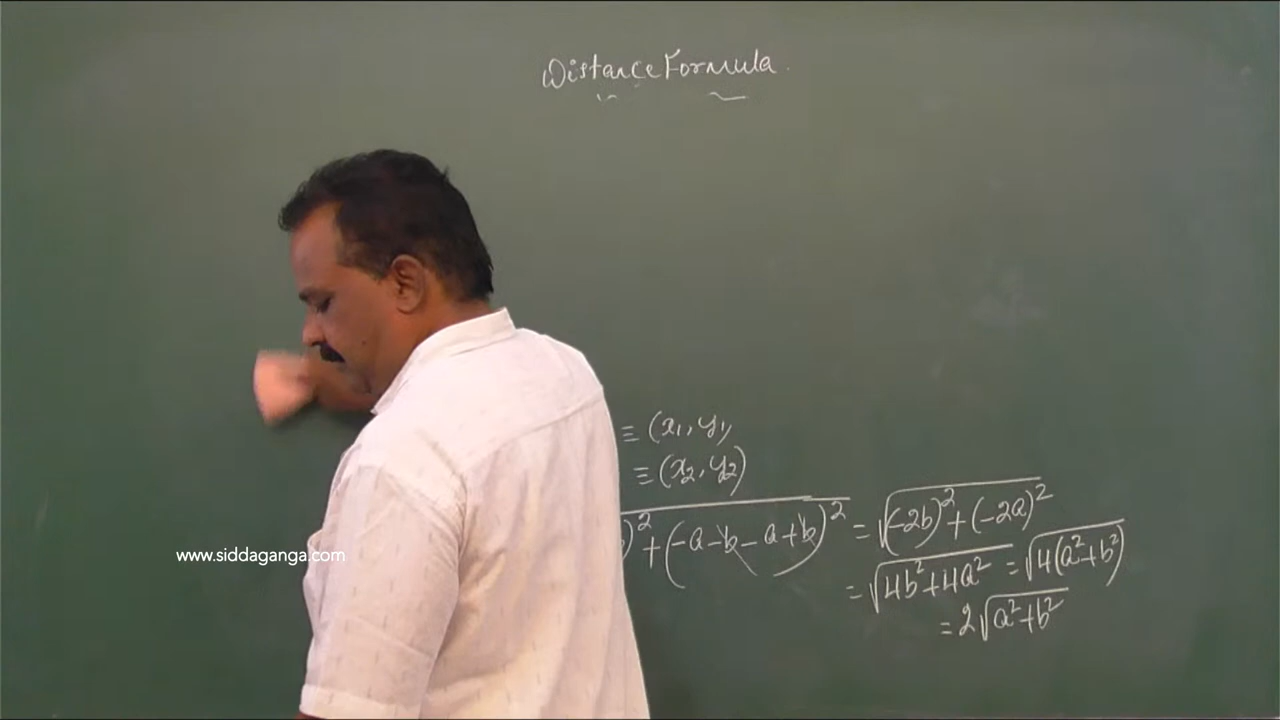 Distance Formula.
≡ (x₁, y₁)
≡ (x₂, y₂)
)² + (-a-b-a+b)² = √(-2b)² + (-2a)²
= √4b² + 4a² = √4(a²+b²)
= 2√a²+b²
www.siddaganga.com